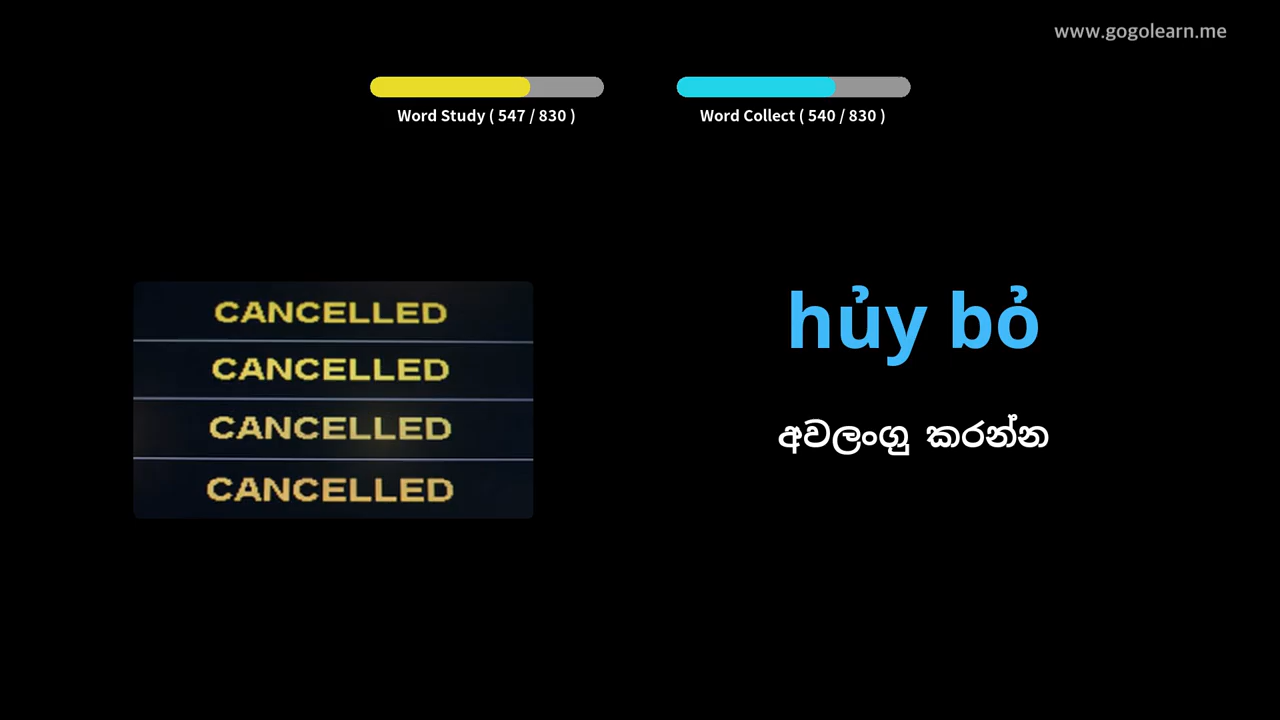 www.gogolearn.me
Word Study ( 547 / 830 )
Word Collect ( 540 / 830 )
CANCELLED
CANCELLED
CANCELLED
CANCELLED
hủy bỏ
අවලංගු කරන්න